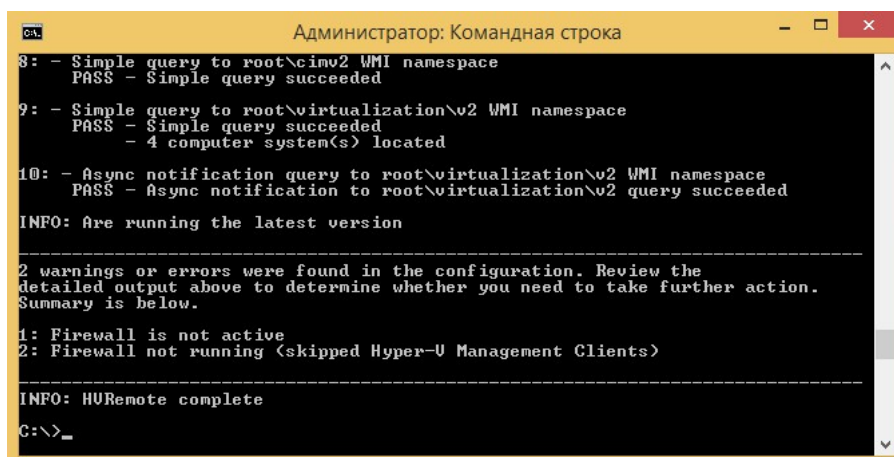 Администратор: Командная строка
8: - Simple query to root\cimv2 WMI namespace
PASS - Simple query succeeded
9: - Simple query to root\virtualization\v2 WMI namespace
PASS - Simple query succeeded
- 4 computer system(s) located
10: - Async notification query to root\virtualization\v2 WMI namespace
PASS - Async notification to root\virtualization\v2 query succeeded
INFO: Are running the latest version
2 warnings or errors were found in the configuration. Review the
detailed output above to determine whether you need to take further action.
Summary is below.
1: Firewall is not active
2: Firewall not running (skipped Hyper-V Management Clients)
INFO: HVRemote complete
C:\>_